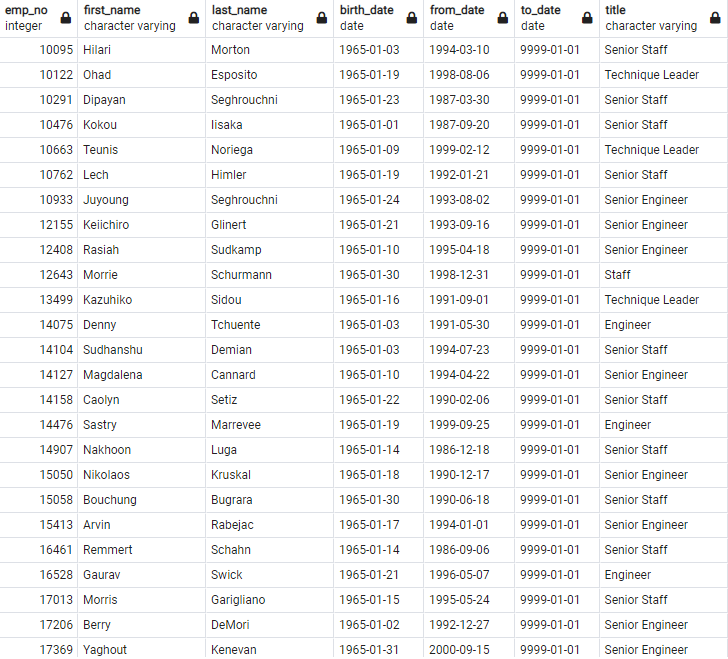 emp_no first_name last_name birth_date from_date to_date title
integer character varying character varying date date date character varying
10095 Hilari Morton 1965-01-03 1994-03-10 9999-01-01 Senior Staff
10122 Ohad Esposito 1965-01-19 1998-08-06 9999-01-01 Technique Leader
10291 Dipayan Seghrouchni 1965-01-23 1987-03-30 9999-01-01 Senior Staff
10476 Kokou Iisaka 1965-01-01 1987-09-20 9999-01-01 Senior Staff
10663 Teunis Noriega 1965-01-09 1999-02-12 9999-01-01 Technique Leader
10762 Lech Himler 1965-01-19 1992-01-21 9999-01-01 Senior Staff
10933 Juyoung Seghrouchni 1965-01-24 1993-08-02 9999-01-01 Senior Engineer
12155 Keiichiro Glinert 1965-01-21 1993-09-16 9999-01-01 Senior Engineer
12408 Rasiah Sudkamp 1965-01-10 1995-04-18 9999-01-01 Senior Engineer
12643 Morrie Schurmann 1965-01-30 1998-12-31 9999-01-01 Staff
13499 Kazuhiko Sidou 1965-01-16 1991-09-01 9999-01-01 Technique Leader
14075 Denny Tchuente 1965-01-03 1991-05-30 9999-01-01 Engineer
14104 Sudhanshu Demian 1965-01-03 1994-07-23 9999-01-01 Senior Staff
14127 Magdalena Cannard 1965-01-10 1994-04-22 9999-01-01 Senior Engineer
14158 Caolyn Setiz 1965-01-22 1990-02-06 9999-01-01 Senior Staff
14476 Sastry Marrevee 1965-01-19 1999-09-25 9999-01-01 Engineer
14907 Nakhoon Luga 1965-01-14 1986-12-18 9999-01-01 Senior Staff
15050 Nikolaos Kruskal 1965-01-18 1990-12-17 9999-01-01 Senior Engineer
15058 Bouchung Bugrara 1965-01-30 1990-06-18 9999-01-01 Senior Staff
15413 Arvin Rabejac 1965-01-17 1994-01-01 9999-01-01 Senior Engineer
16461 Remmert Schahn 1965-01-14 1986-09-06 9999-01-01 Senior Staff
16528 Gaurav Swick 1965-01-21 1996-05-07 9999-01-01 Engineer
17013 Morris Garigliano 1965-01-15 1995-05-24 9999-01-01 Senior Staff
17206 Berry DeMori 1965-01-02 1992-12-27 9999-01-01 Senior Engineer
17369 Yaghout Kenevan 1965-01-31 2000-09-15 9999-01-01 Senior Engineer